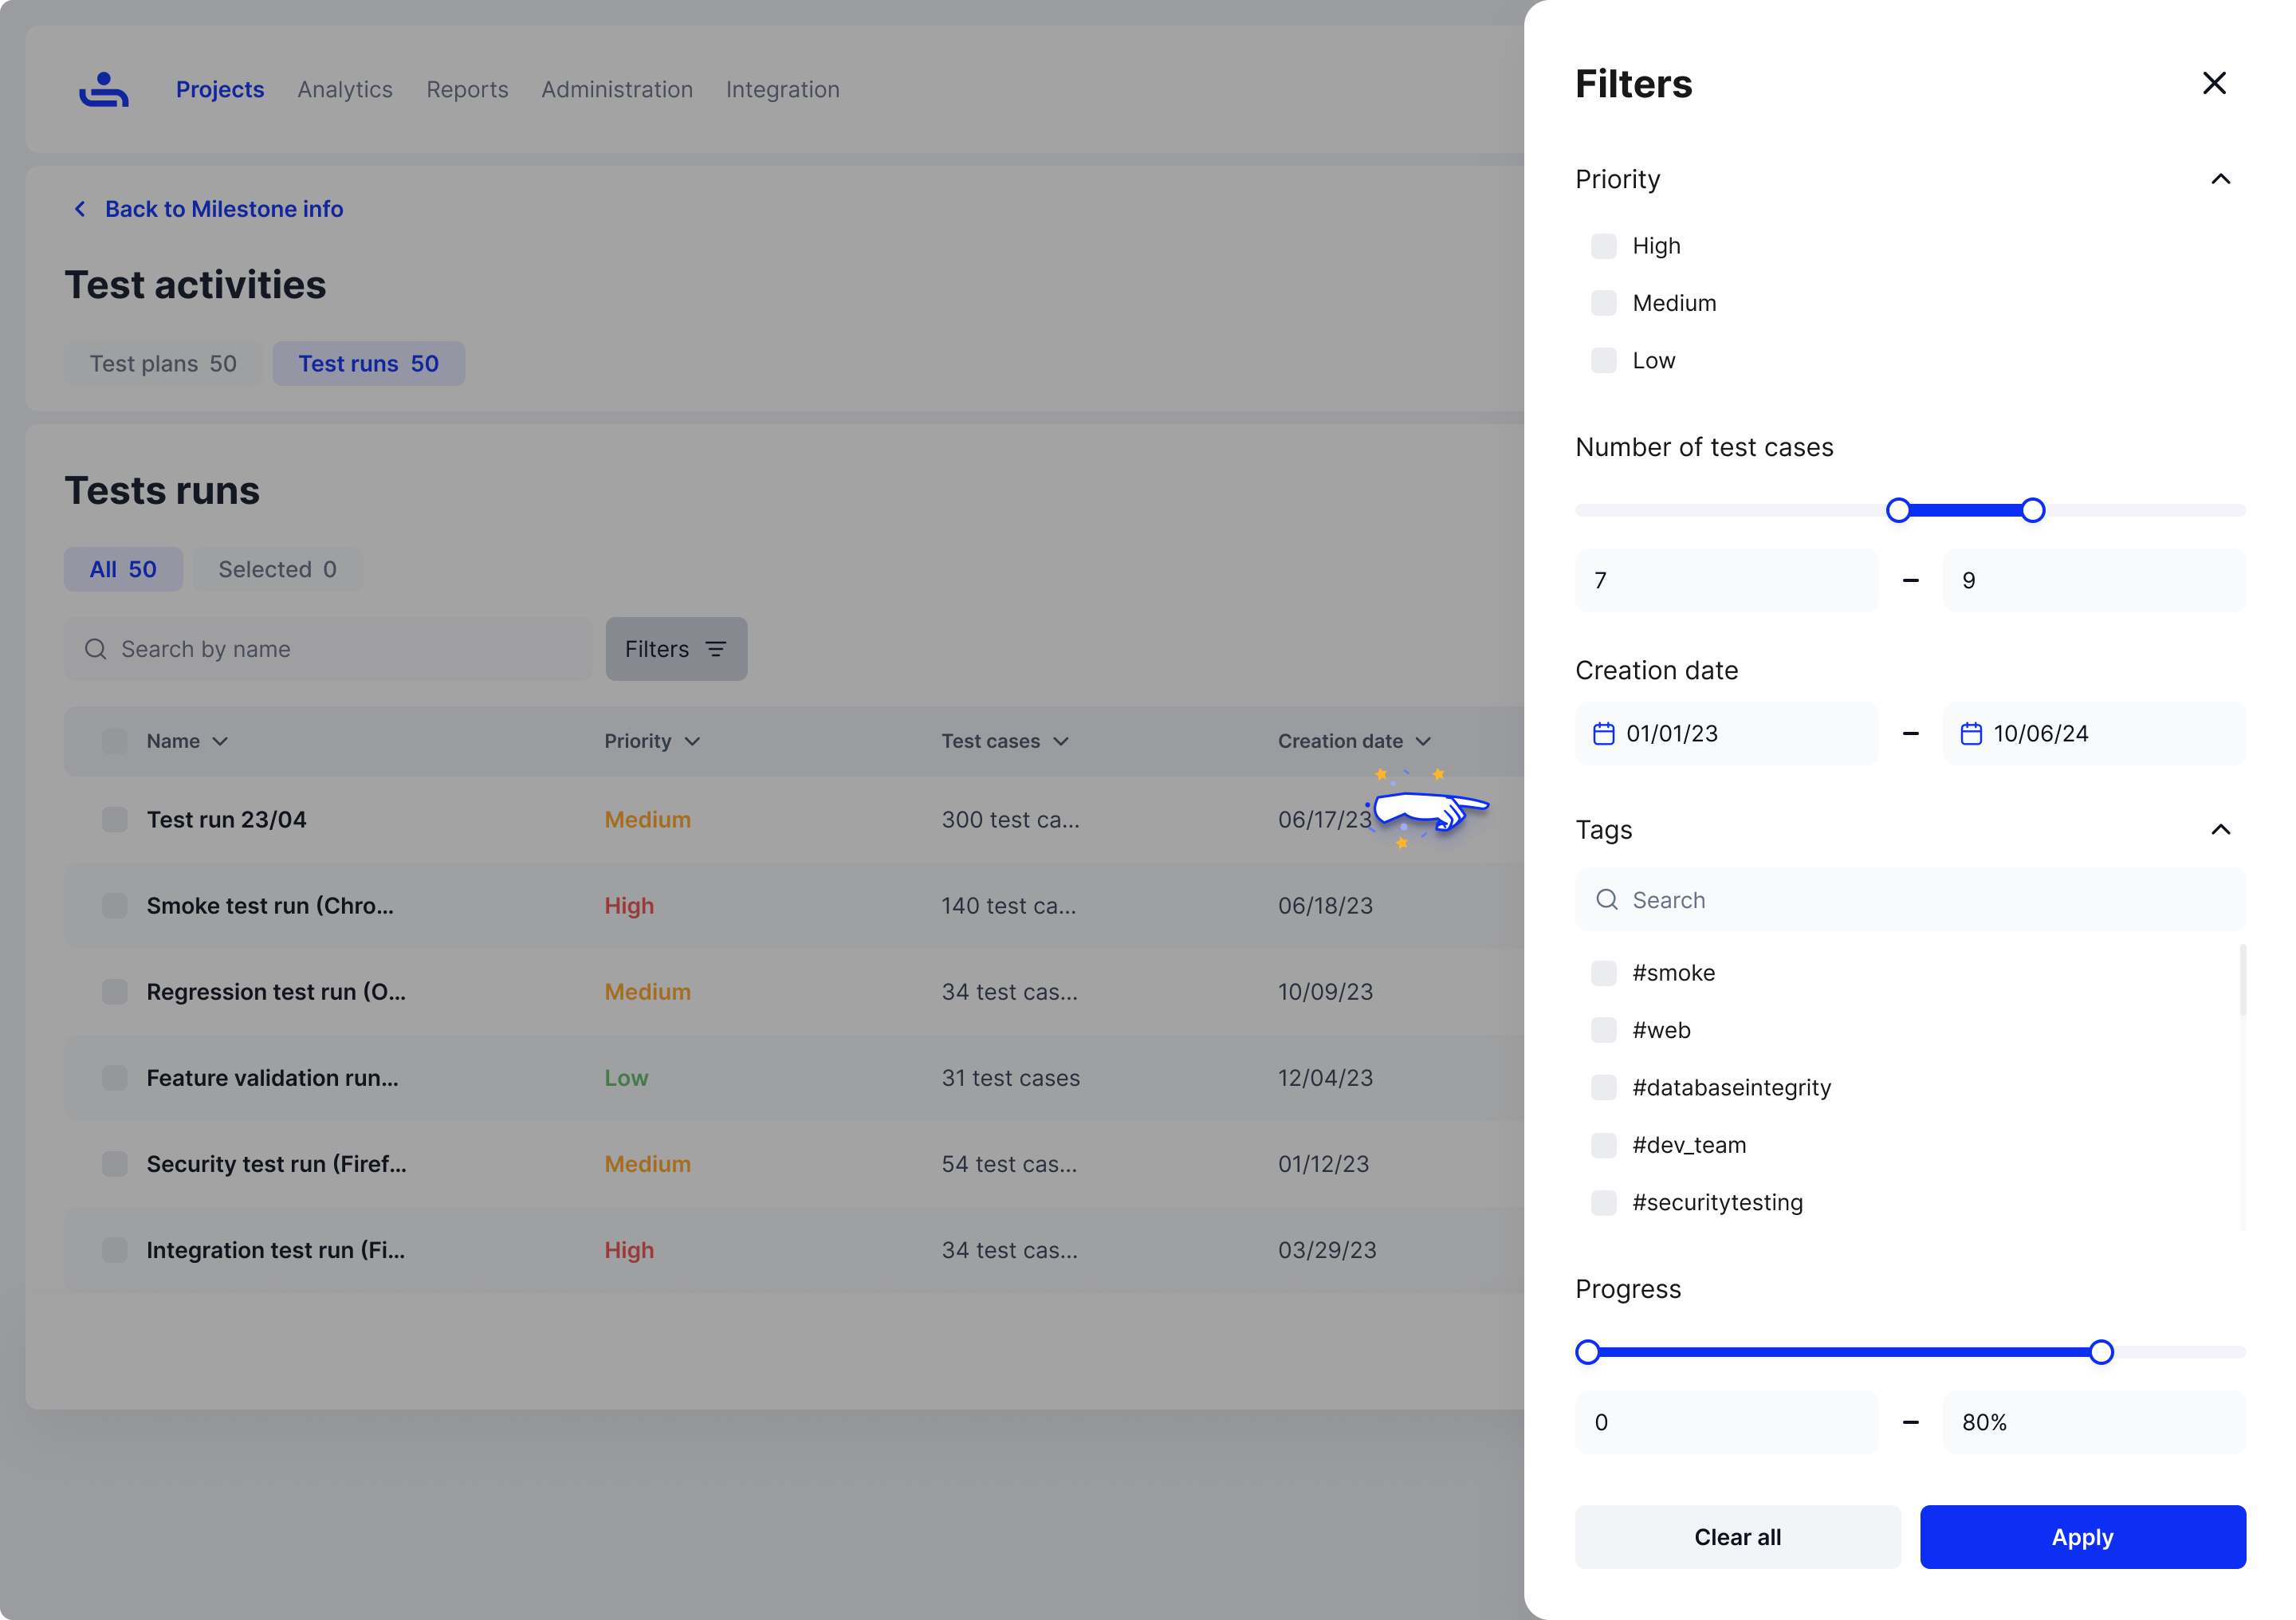 Projects Analytics Reports Administration Integration
Back to Milestone info
Test activities
Test plans 50 Test runs 50
Tests runs
All 50 Selected 0
Search by name Filters
Name Priority Test cases Creation date
Test run 23/04 Medium 300 test ca... 06/17/23
Smoke test run (Chro... High 140 test ca... 06/18/23
Regression test run (O... Medium 34 test cas... 10/09/23
Feature validation run... Low 31 test cases 12/04/23
Security test run (Firef... Medium 54 test cas... 01/12/23
Integration test run (Fi... High 34 test cas... 03/29/23
Filters
Priority
High
Medium
Low
Number of test cases
7 – 9
Creation date
01/01/23 – 10/06/24
Tags
Search
#smoke
#web
#databaseintegrity
#dev_team
#securitytesting
Progress
0 – 80%
Clear all Apply